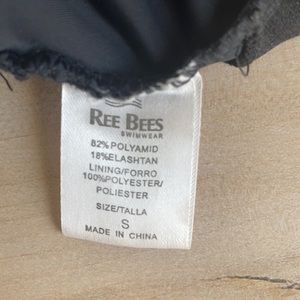 REE BEES
SWIMWEAR
82%POLYAMID
18%ELASHTAN
LINING/FORRO
100%POLYESTER/
POLIESTER
SIZE/TALLA
S
MADE IN CHINA